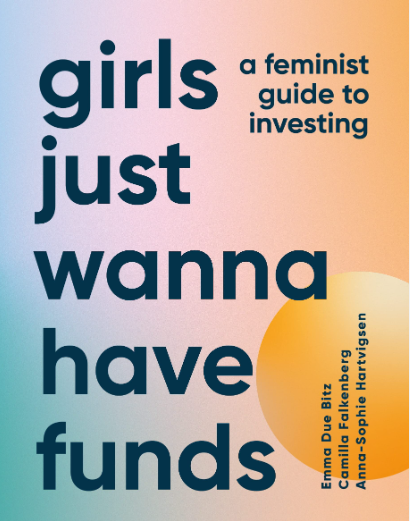 girls
just
wanna
have
funds
a feminist
guide to
investing
Emma Due Bitz
Camilla Falkenberg
Anna-Sophie Hartvigsen